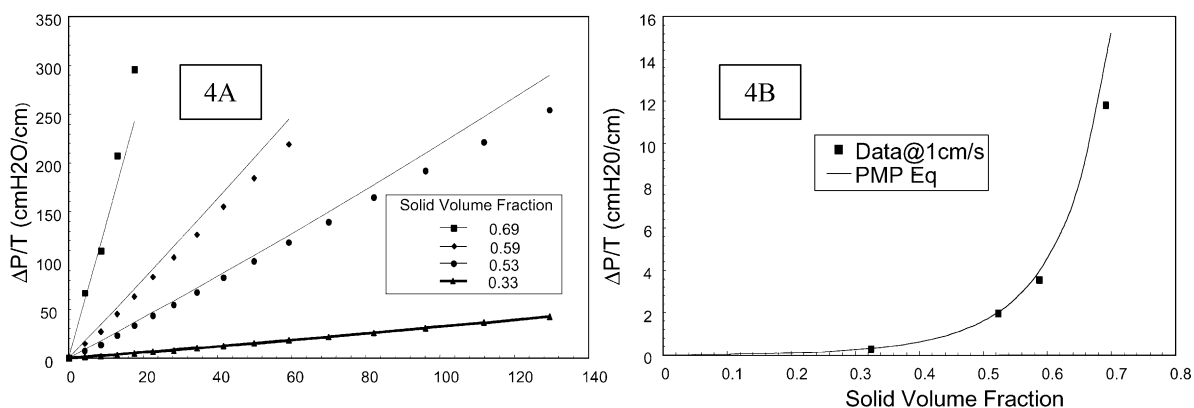 350
300
250
200
150
100
50
0
ΔP/T (cmH2O/cm)
4A
Solid Volume Fraction
0.69
0.59
0.53
0.33
0 20 40 60 80 100 120 140
16
14
12
10
8
6
4
2
0
ΔP/T (cmH20/cm)
4B
Data@1cm/s
PMP Eq
0 0.1 0.2 0.3 0.4 0.5 0.6 0.7 0.8
Solid Volume Fraction